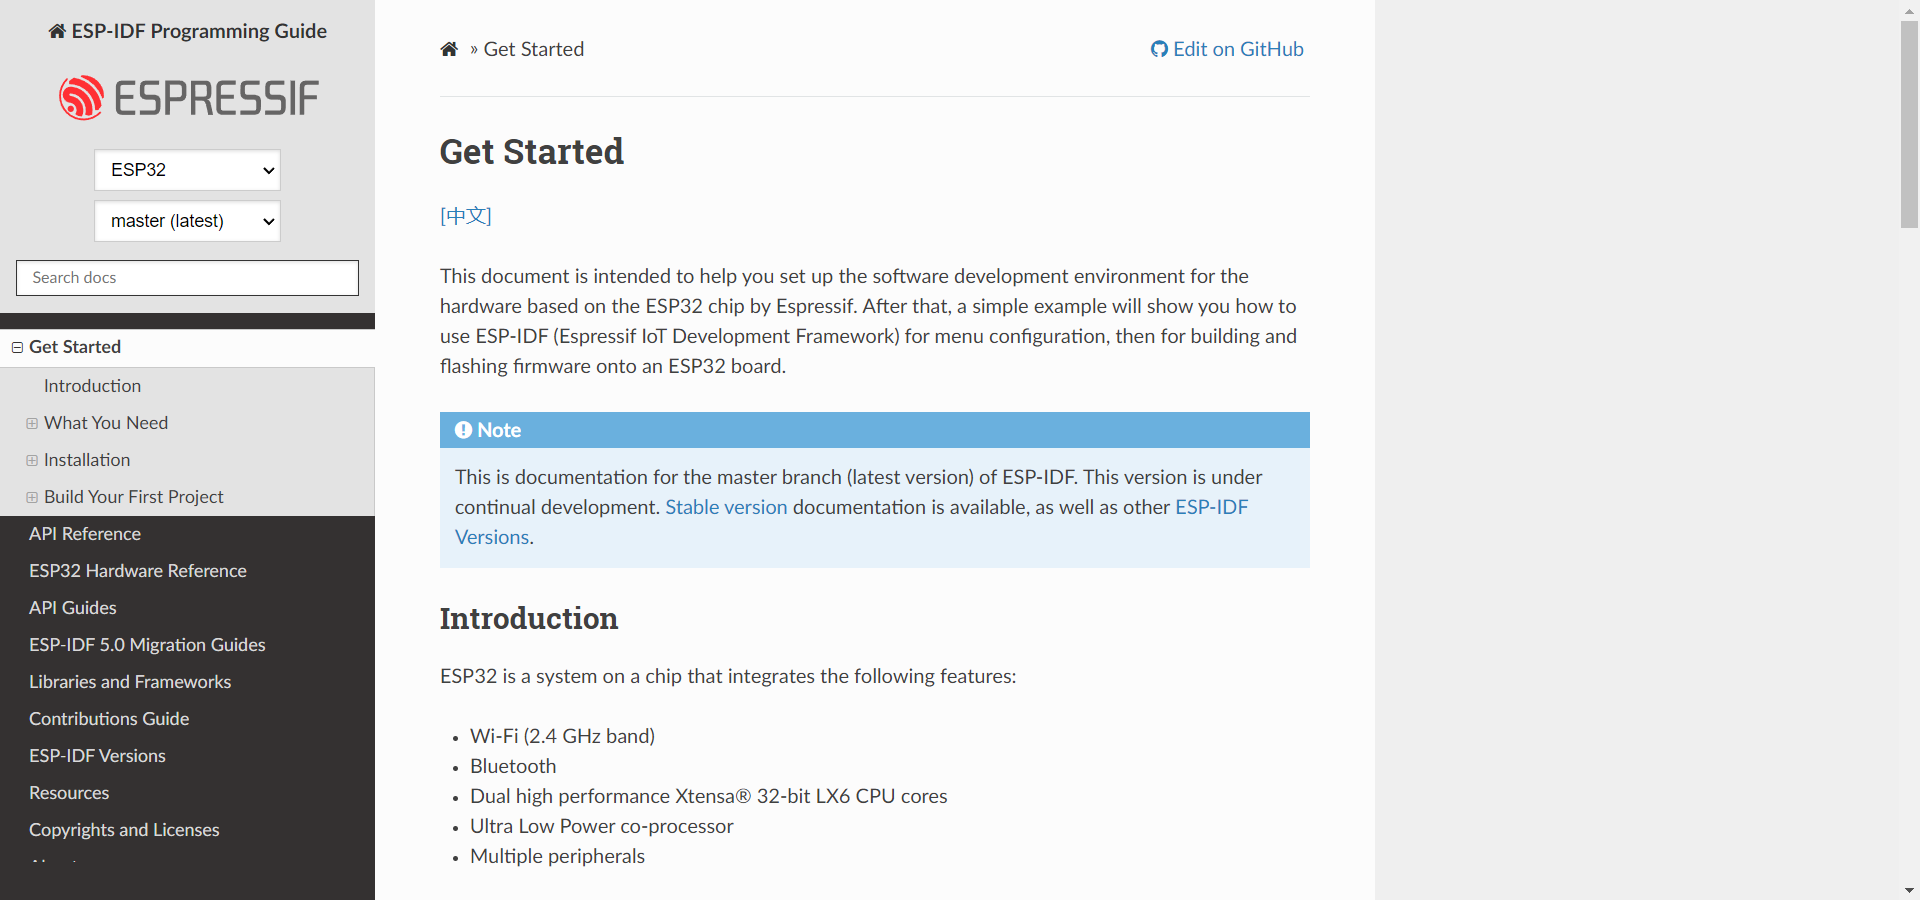 ESP-IDF Programming Guide
ESPRESSIF
ESP32
master (latest)
Search docs
Get Started
Introduction
What You Need
Installation
Build Your First Project
API Reference
ESP32 Hardware Reference
API Guides
ESP-IDF 5.0 Migration Guides
Libraries and Frameworks
Contributions Guide
ESP-IDF Versions
Resources
Copyrights and Licenses
» Get Started
Edit on GitHub
Get Started
[中文]
This document is intended to help you set up the software development environment for the
hardware based on the ESP32 chip by Espressif. After that, a simple example will show you how to
use ESP-IDF (Espressif IoT Development Framework) for menu configuration, then for building and
flashing firmware onto an ESP32 board.
Note
This is documentation for the master branch (latest version) of ESP-IDF. This version is under
continual development. Stable version documentation is available, as well as other ESP-IDF
Versions.
Introduction
ESP32 is a system on a chip that integrates the following features:
• Wi-Fi (2.4 GHz band)
• Bluetooth
• Dual high performance Xtensa® 32-bit LX6 CPU cores
• Ultra Low Power co-processor
• Multiple peripherals